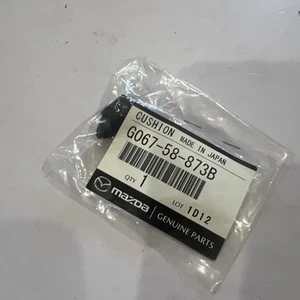 CUSHION MADE IN JAPAN
G067-58-873B
QTY 1 LOT 1D12
mazda GENUINE PARTS